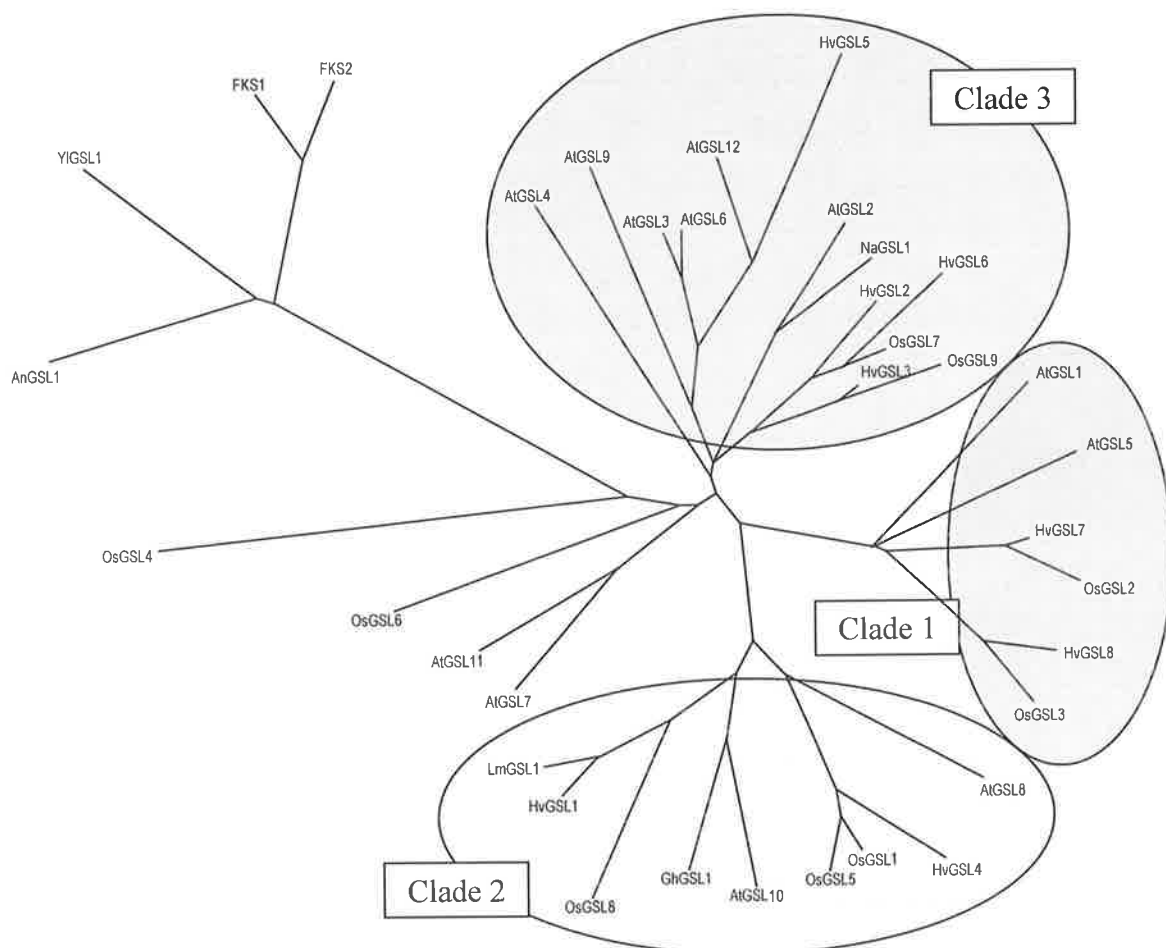 HvGSL5
FKS2
FKS1
Clade 3
YlGSL1
AtGSL12
AtGSL9
AtGSL4
AtGSL3
AtGSL6
AtGSL2
NaGSL1
HvGSL6
HvGSL2
OsGSL7
OsGSL9
HvGSL3
AnGSL1
AtGSL1
AtGSL5
HvGSL7
OsGSL4
OsGSL2
OsGSL6
Clade 1
AtGSL11
HvGSL8
AtGSL7
OsGSL3
LmGSL1
HvGSL1
AtGSL8
OsGSL1
HvGSL4
GhGSL1
OsGSL5
Clade 2
AtGSL10
OsGSL8